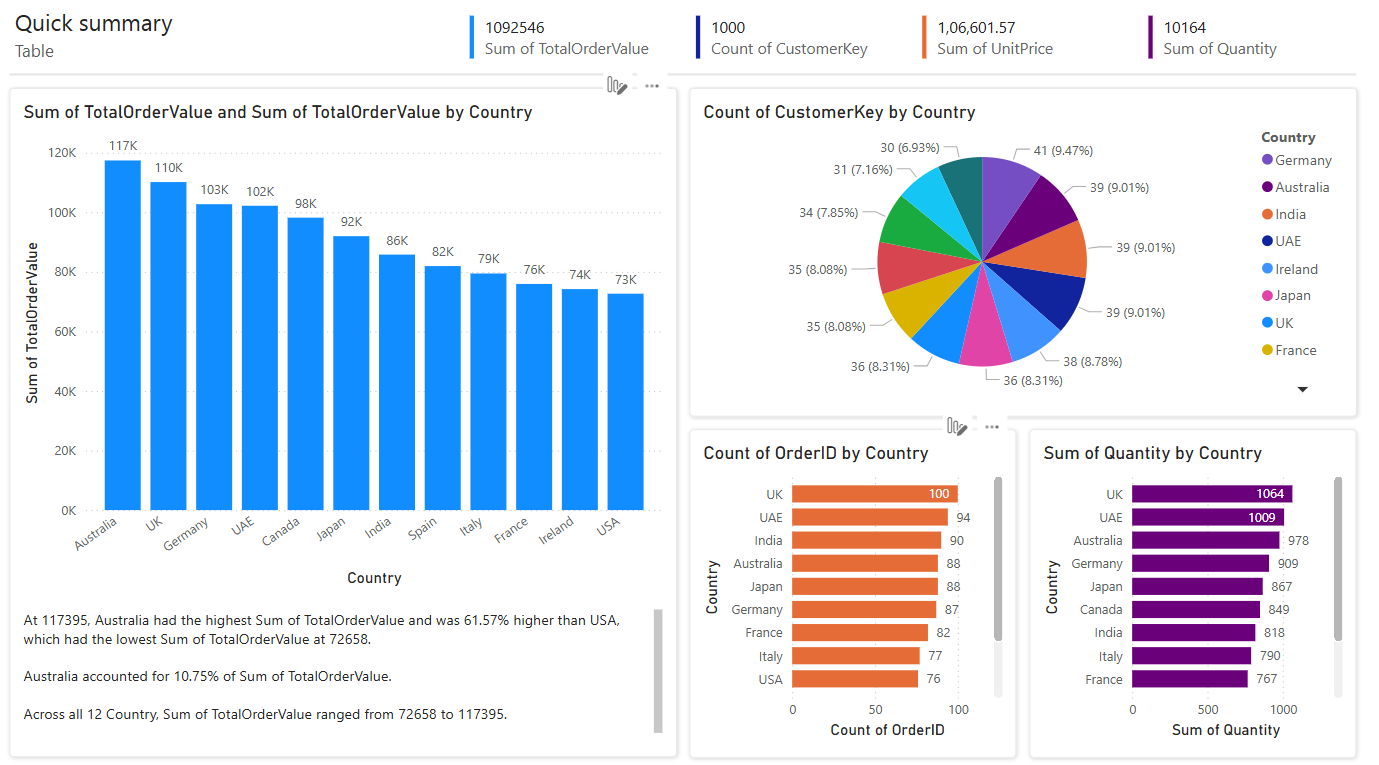 Quick summary
Table
1092546
Sum of TotalOrderValue
1000
Count of CustomerKey
1,06,601.57
Sum of UnitPrice
10164
Sum of Quantity
Sum of TotalOrderValue and Sum of TotalOrderValue by Country
Sum of TotalOrderValue
120K
100K
80K
60K
40K
20K
0K
117K
110K
103K
102K
98K
92K
86K
82K
79K
76K
74K
73K
Australia
UK
Germany
UAE
Canada
Japan
India
Spain
Italy
France
Ireland
USA
Country
At 117395, Australia had the highest Sum of TotalOrderValue and was 61.57% higher than USA,
which had the lowest Sum of TotalOrderValue at 72658.
Australia accounted for 10.75% of Sum of TotalOrderValue.
Across all 12 Country, Sum of TotalOrderValue ranged from 72658 to 117395.
Count of CustomerKey by Country
41 (9.47%)
39 (9.01%)
39 (9.01%)
39 (9.01%)
38 (8.78%)
36 (8.31%)
36 (8.31%)
35 (8.08%)
35 (8.08%)
34 (7.85%)
31 (7.16%)
30 (6.93%)
Country
Germany
Australia
India
UAE
Ireland
Japan
UK
France
Count of OrderID by Country
Country
UK 100
UAE 94
India 90
Australia 88
Japan 88
Germany 87
France 82
Italy 77
USA 76
0 50 100
Count of OrderID
Sum of Quantity by Country
Country
UK 1064
UAE 1009
Australia 978
Germany 909
Japan 867
Canada 849
India 818
Italy 790
France 767
0 500 1000
Sum of Quantity